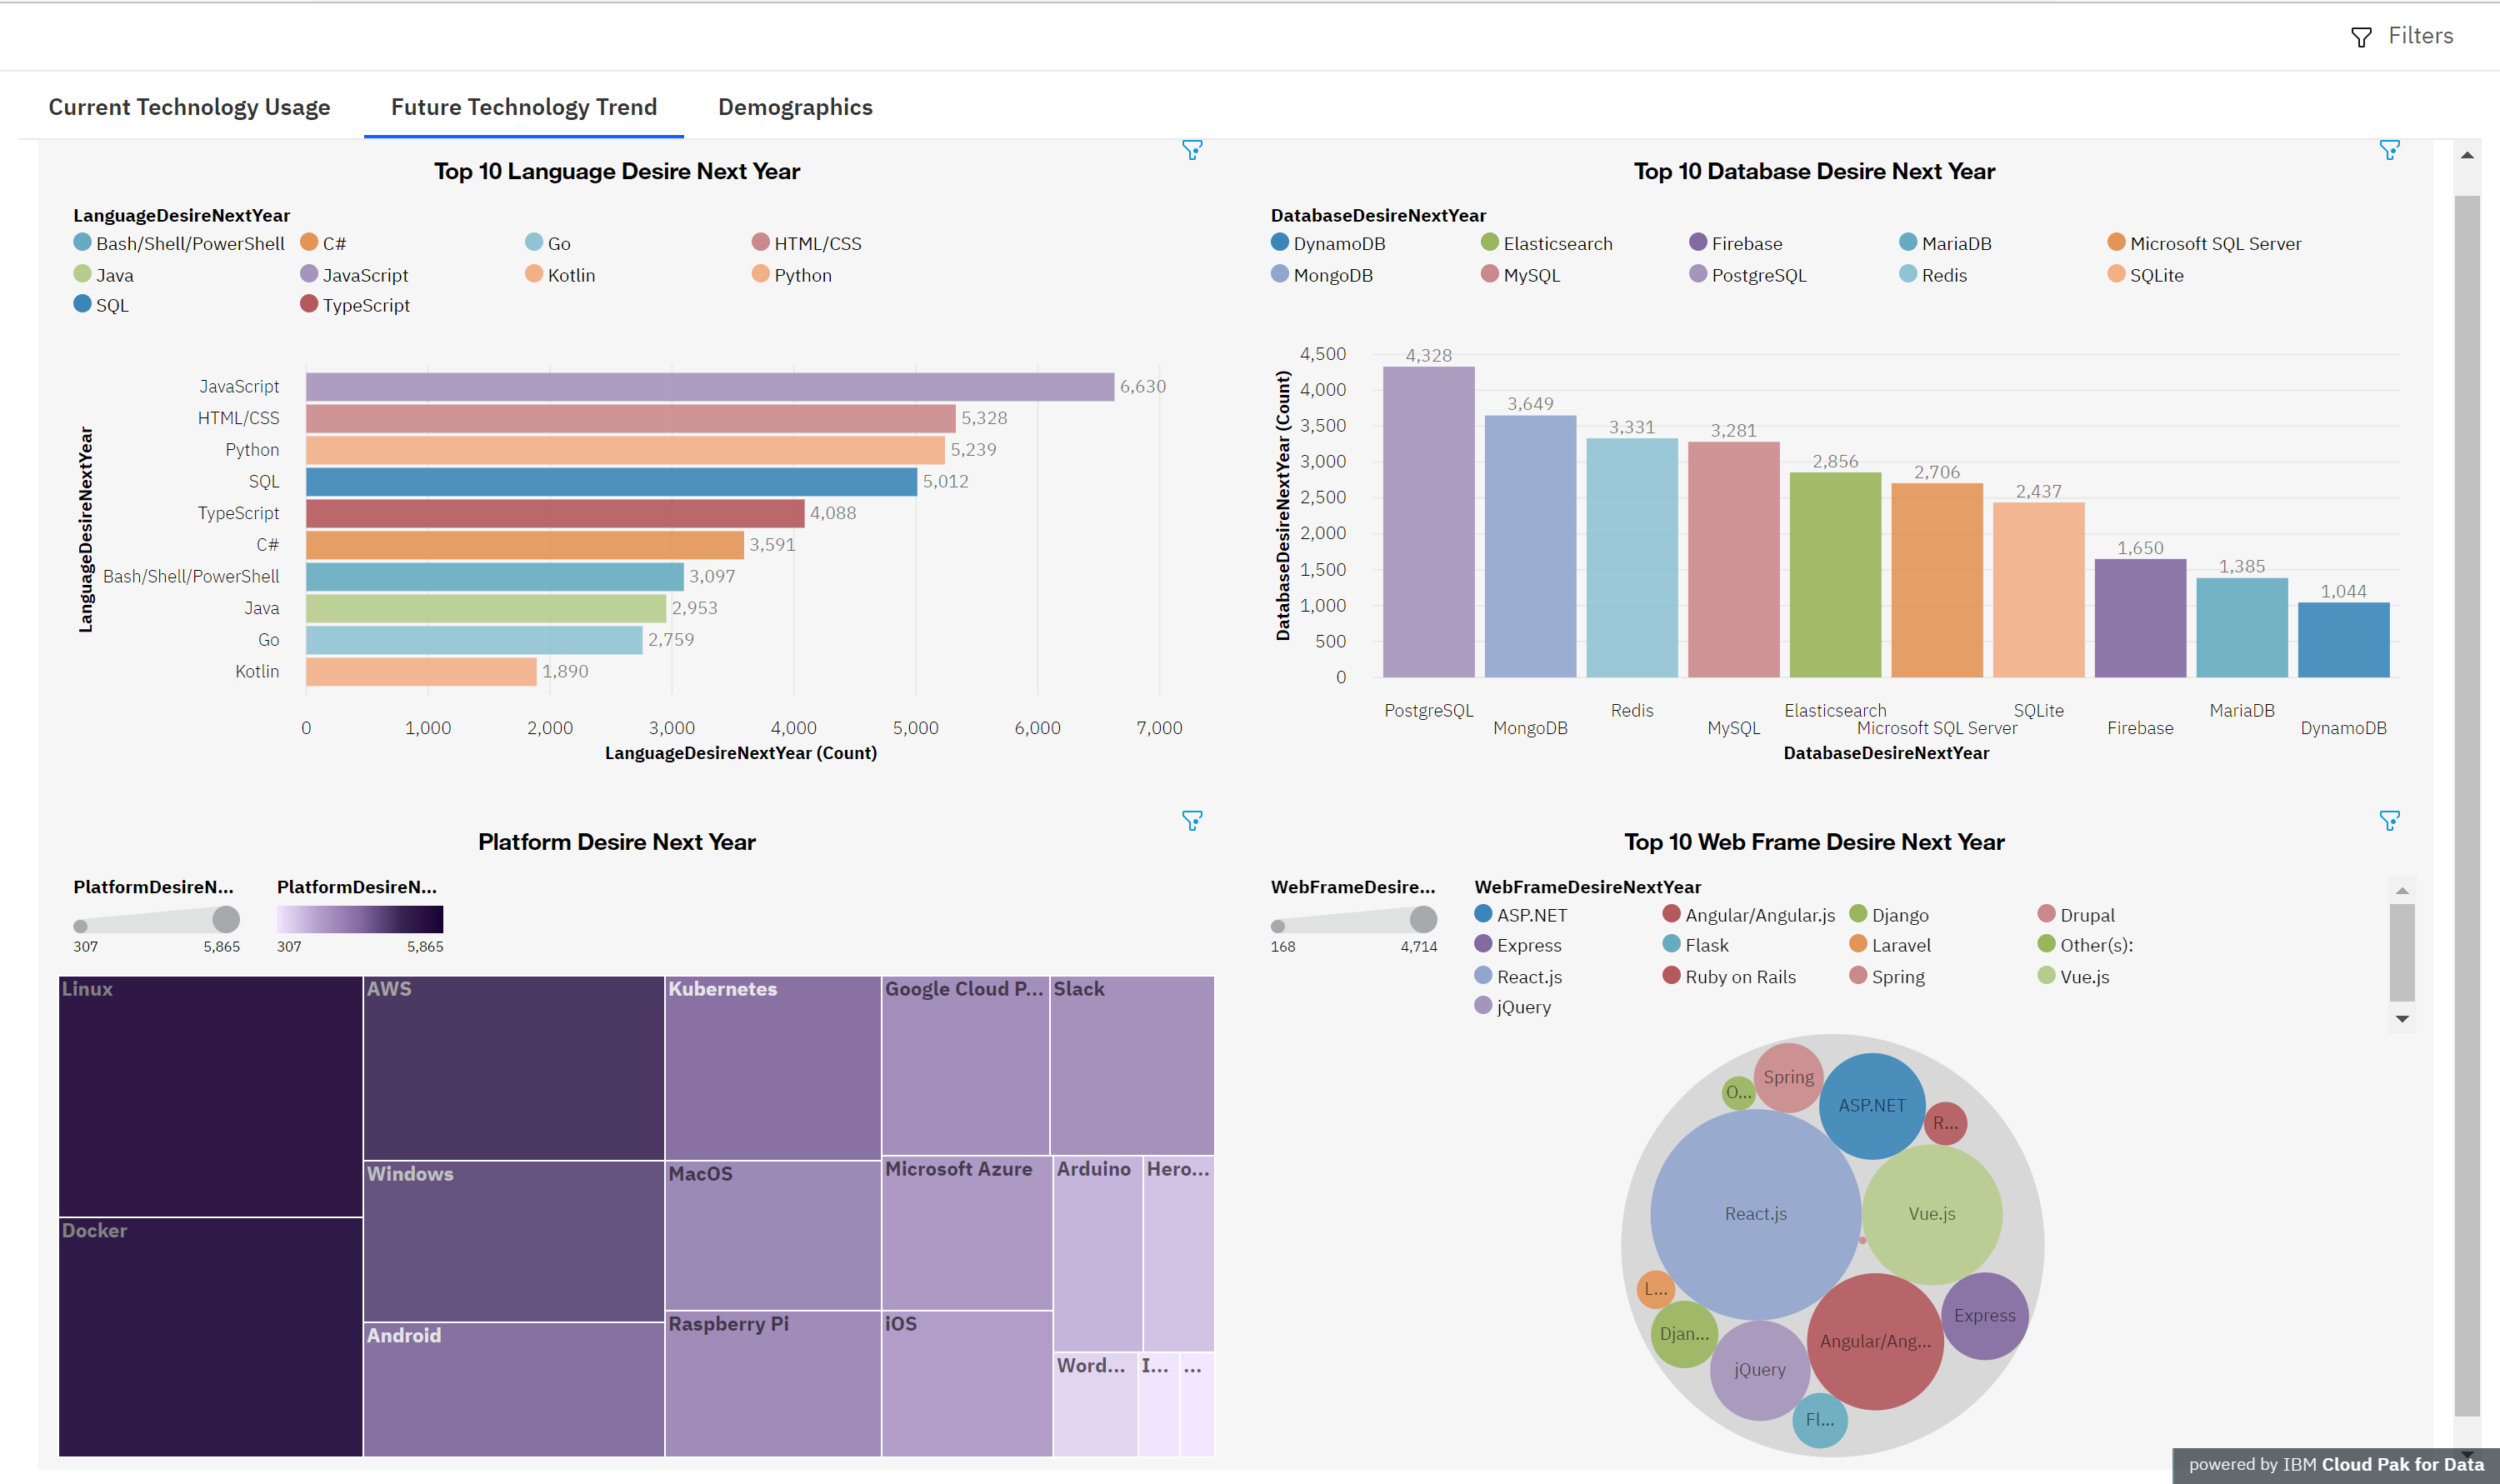 Filters
Current Technology Usage Future Technology Trend Demographics
Top 10 Language Desire Next Year
LanguageDesireNextYear
Bash/Shell/PowerShell C# Go HTML/CSS
Java JavaScript Kotlin Python
SQL TypeScript
LanguageDesireNextYear
JavaScript 6,630
HTML/CSS 5,328
Python 5,239
SQL 5,012
TypeScript 4,088
C# 3,591
Bash/Shell/PowerShell 3,097
Java 2,953
Go 2,759
Kotlin 1,890
0 1,000 2,000 3,000 4,000 5,000 6,000 7,000
LanguageDesireNextYear (Count)
Top 10 Database Desire Next Year
DatabaseDesireNextYear
DynamoDB Elasticsearch Firebase MariaDB Microsoft SQL Server
MongoDB MySQL PostgreSQL Redis SQLite
DatabaseDesireNextYear (Count)
4,500
4,000
3,500
3,000
2,500
2,000
1,500
1,000
500
0
4,328 3,649 3,331 3,281 2,856 2,706 2,437 1,650 1,385 1,044
PostgreSQL Redis Elasticsearch SQLite MariaDB
MongoDB MySQL Microsoft SQL Server Firebase DynamoDB
DatabaseDesireNextYear
Platform Desire Next Year
PlatformDesireN... PlatformDesireN...
307 5,865 307 5,865
Linux AWS Kubernetes Google Cloud P... Slack
Microsoft Azure Arduino Hero...
Windows MacOS
Docker
Android Raspberry Pi iOS
Word... I... ...
Top 10 Web Frame Desire Next Year
WebFrameDesire... WebFrameDesireNextYear
168 4,714
ASP.NET Angular/Angular.js Django Drupal
Express Flask Laravel Other(s):
React.js Ruby on Rails Spring Vue.js
jQuery
Spring
O...
ASP.NET
R...
React.js Vue.js
L...
Express
Djan... Angular/Ang...
jQuery
Fl...
powered by IBM Cloud Pak for Data